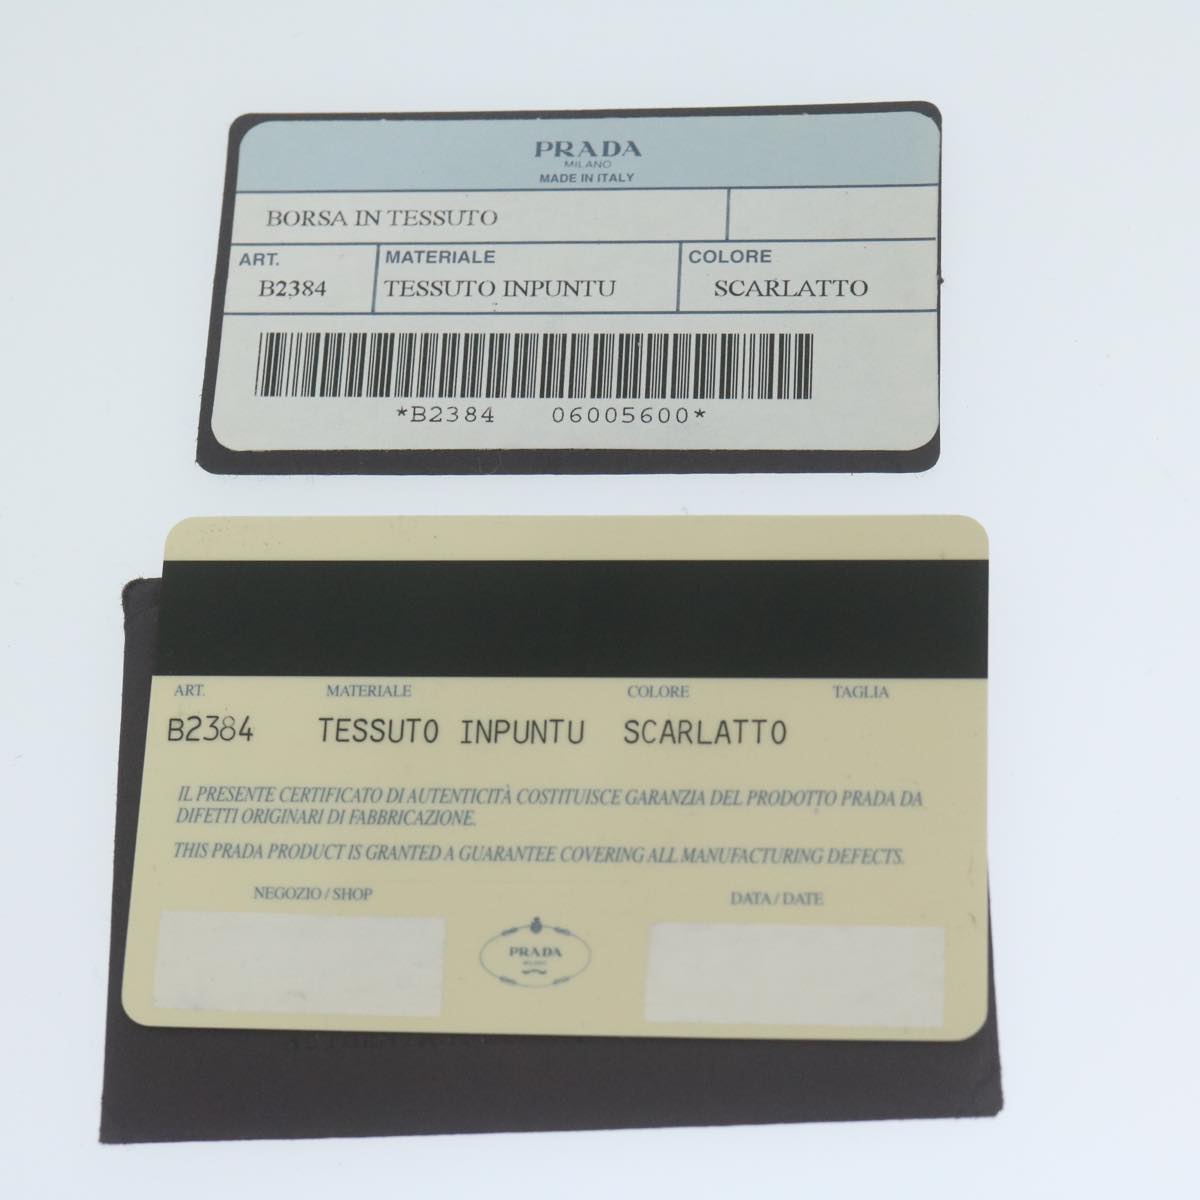 PRADA
MILANO
MADE IN ITALY
BORSA IN TESSUTO
ART. MATERIALE COLORE
B2384 TESSUTO INPUNTU SCARLATTO
*B2384 06005600*
ART. MATERIALE COLORE TAGLIA
B2384 TESSUTO INPUNTU SCARLATTO
IL PRESENTE CERTIFICATO DI AUTENTICITÀ COSTITUISCE GARANZIA DEL PRODOTTO PRADA DA
DIFETTI ORIGINARI DI FABBRICAZIONE.
THIS PRADA PRODUCT IS GRANTED A GUARANTEE COVERING ALL MANUFACTURING DEFECTS.
NEGOZIO / SHOP DATA / DATE
PRADA
MILANO